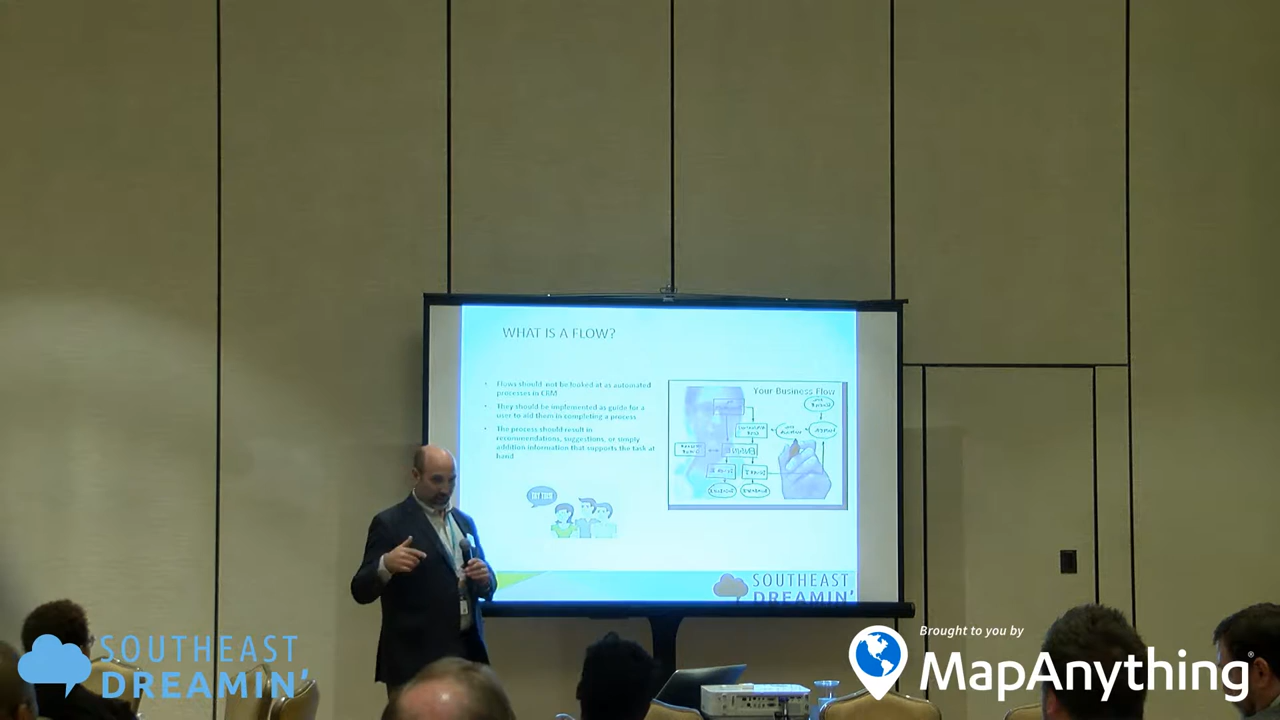 WHAT IS A FLOW?
Flows should not be looked at as automated
processes in CRM
They should be implemented as guide for a
user to aid them in completing a process
The process should result in
recommendations, suggestions, or simply
addition information that supports the task at
hand
Your Business Flow
SOUTHEAST
DREAMIN'
SOUTHEAST
DREAMIN'
Brought to you by
MapAnything®